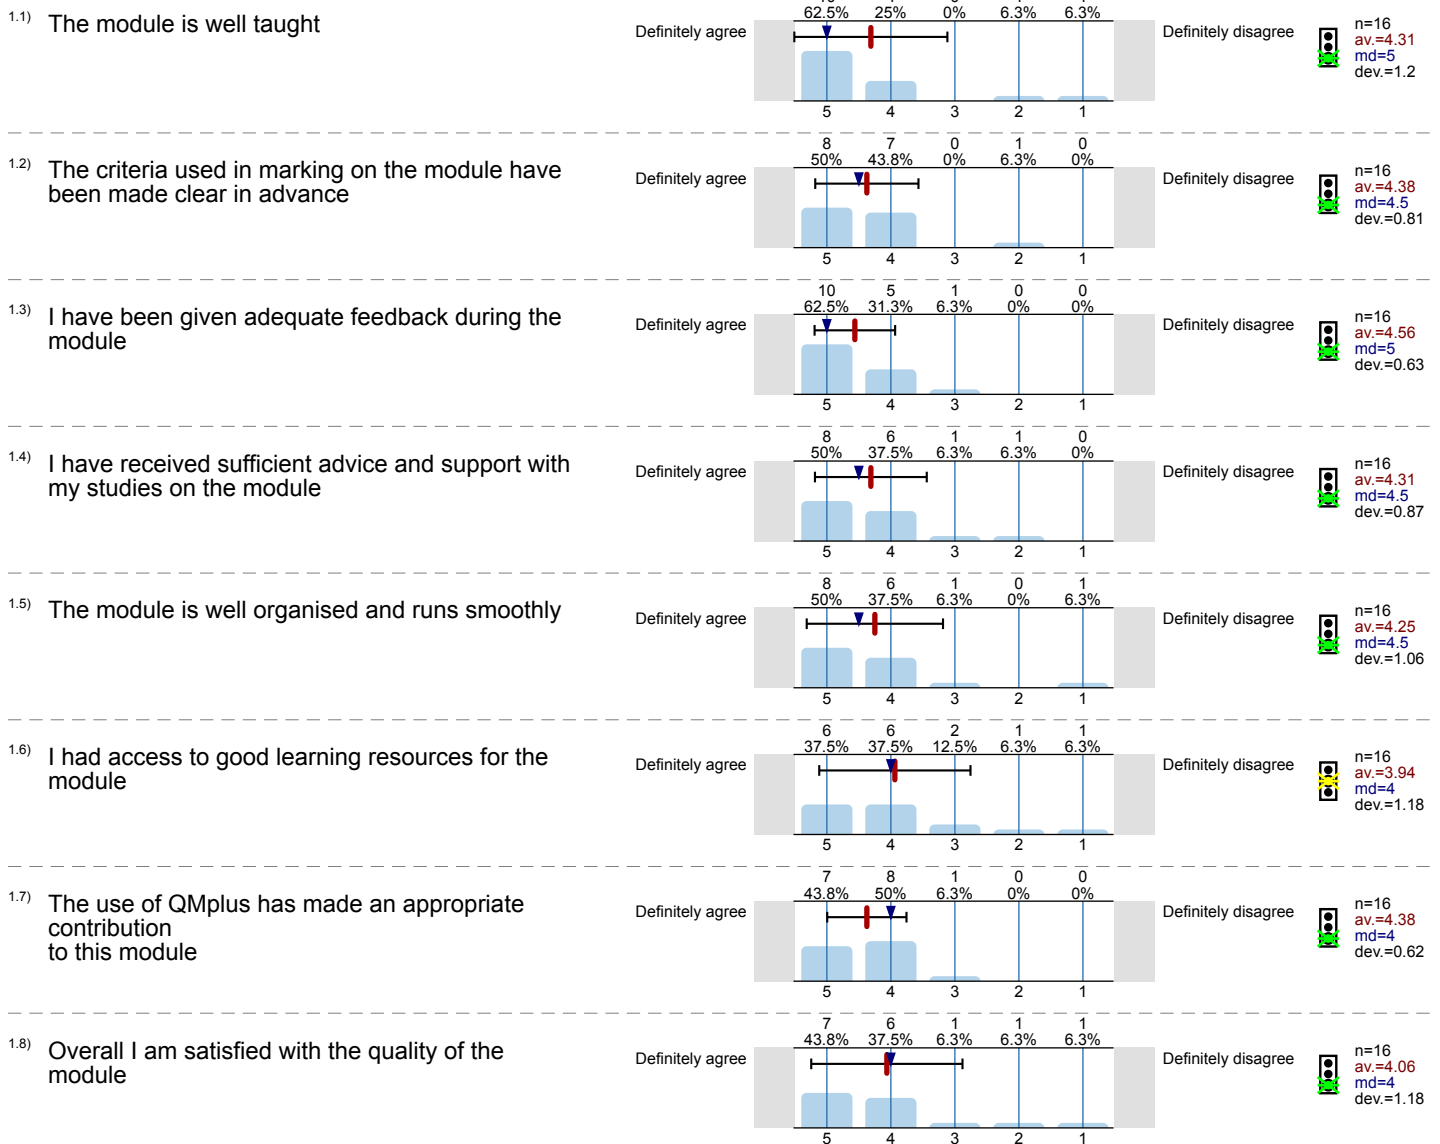 62.5% 25% 0% 6.3% 6.3%
1.1) The module is well taught
Definitely agree
Definitely disagree
n=16
av.=4.31
md=5
dev.=1.2
5 4 3 2 1
8 7 0 1 0
50% 43.8% 0% 6.3% 0%
1.2) The criteria used in marking on the module have
been made clear in advance
Definitely agree
Definitely disagree
n=16
av.=4.38
md=4.5
dev.=0.81
5 4 3 2 1
10 5 1 0 0
62.5% 31.3% 6.3% 0% 0%
1.3) I have been given adequate feedback during the
module
Definitely agree
Definitely disagree
n=16
av.=4.56
md=5
dev.=0.63
5 4 3 2 1
8 6 1 1 0
50% 37.5% 6.3% 6.3% 0%
1.4) I have received sufficient advice and support with
my studies on the module
Definitely agree
Definitely disagree
n=16
av.=4.31
md=4.5
dev.=0.87
5 4 3 2 1
8 6 1 0 1
50% 37.5% 6.3% 0% 6.3%
1.5) The module is well organised and runs smoothly
Definitely agree
Definitely disagree
n=16
av.=4.25
md=4.5
dev.=1.06
5 4 3 2 1
6 6 2 1 1
37.5% 37.5% 12.5% 6.3% 6.3%
1.6) I had access to good learning resources for the
module
Definitely agree
Definitely disagree
n=16
av.=3.94
md=4
dev.=1.18
5 4 3 2 1
7 8 1 0 0
43.8% 50% 6.3% 0% 0%
1.7) The use of QMplus has made an appropriate
contribution
to this module
Definitely agree
Definitely disagree
n=16
av.=4.38
md=4
dev.=0.62
5 4 3 2 1
7 6 1 1 1
43.8% 37.5% 6.3% 6.3% 6.3%
1.8) Overall I am satisfied with the quality of the
module
Definitely agree
Definitely disagree
n=16
av.=4.06
md=4
dev.=1.18
5 4 3 2 1